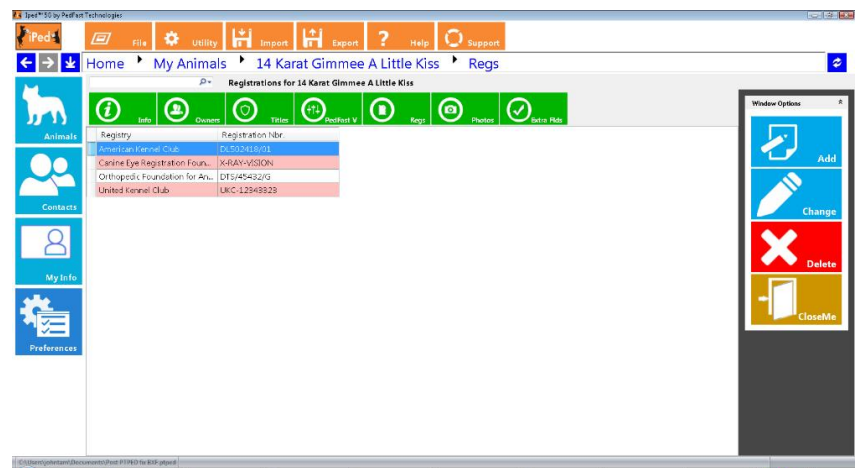 Iped™ 5G by PedFast Technologies
iPed
File
Utility
Import
Export
Help
Support
Home My Animals 14 Karat Gimmee A Little Kiss Regs
Registrations for 14 Karat Gimmee A Little Kiss
Info
Owners
Titles
PedFast V
Regs
Photos
Extra Flds
Window Options
Animals
Contacts
My Info
Preferences
Registry Registration Nbr.
American Kennel Club DL502418/01
Canine Eye Registration Foun... X-RAY-VISION
Orthopedic Foundation for An... DTS/45432/G
United Kennel Club UKC-12343323
Add
Change
Delete
CloseMe